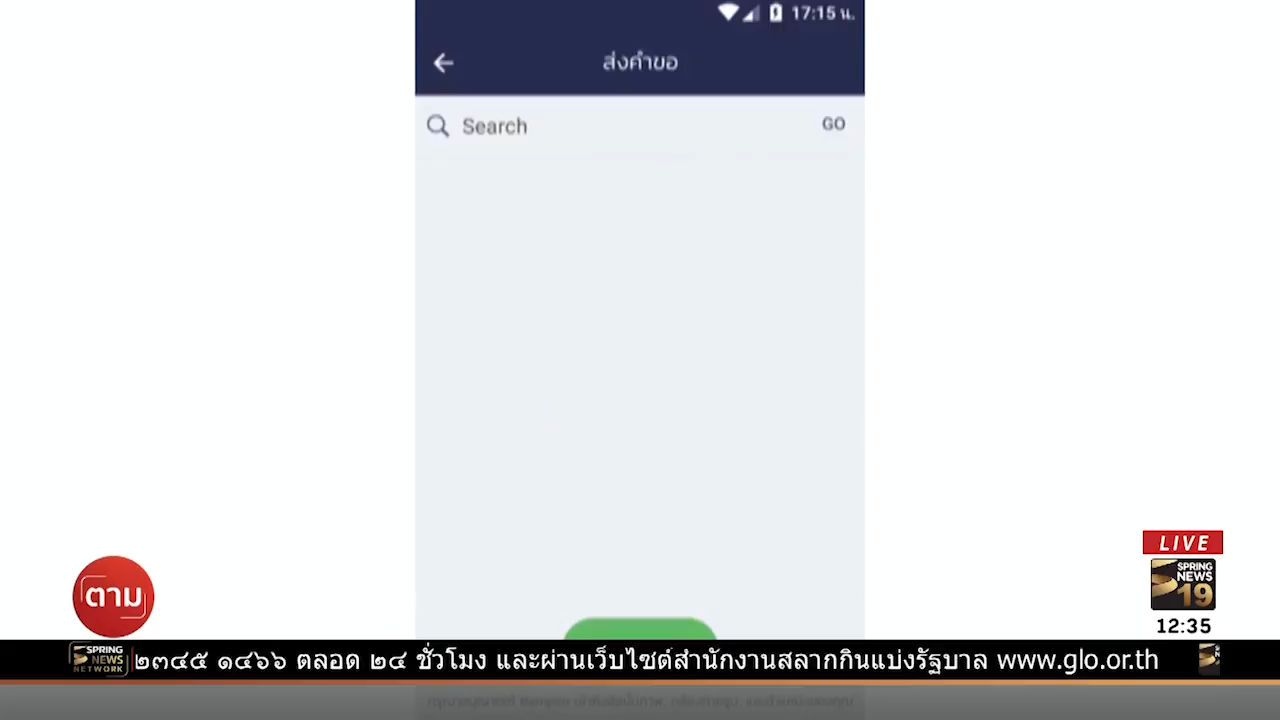 17:15 น.
ส่งคำขอ
Search
GO
LIVE
SPRING
NEWS
19
12:35
ตาม
SPRING
NEWS
NETWORK
๒๓๔๕ ๑๔๖๖ ตลอด ๒๔ ชั่วโมง และผ่านเว็บไซต์สำนักงานสลากกินแบ่งรัฐบาล www.glo.or.th